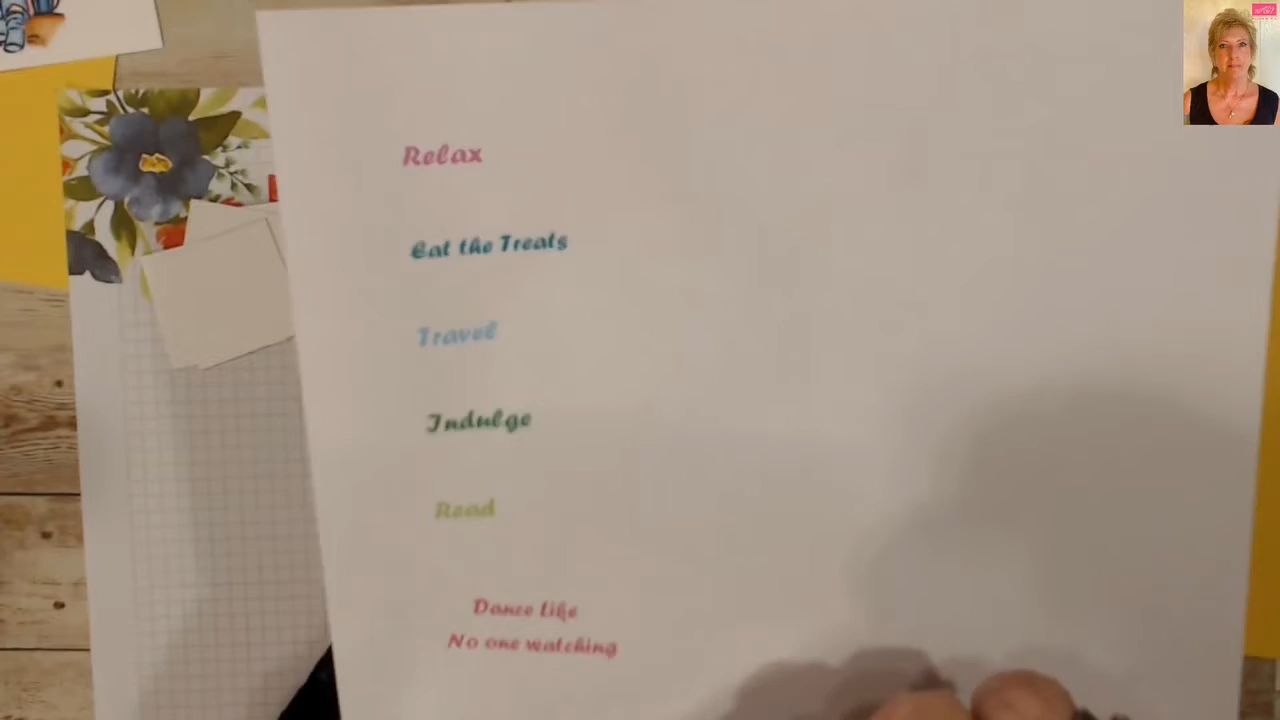 Relax
Eat the Treats
Travel
Indulge
Read
Dance Like
No one watching